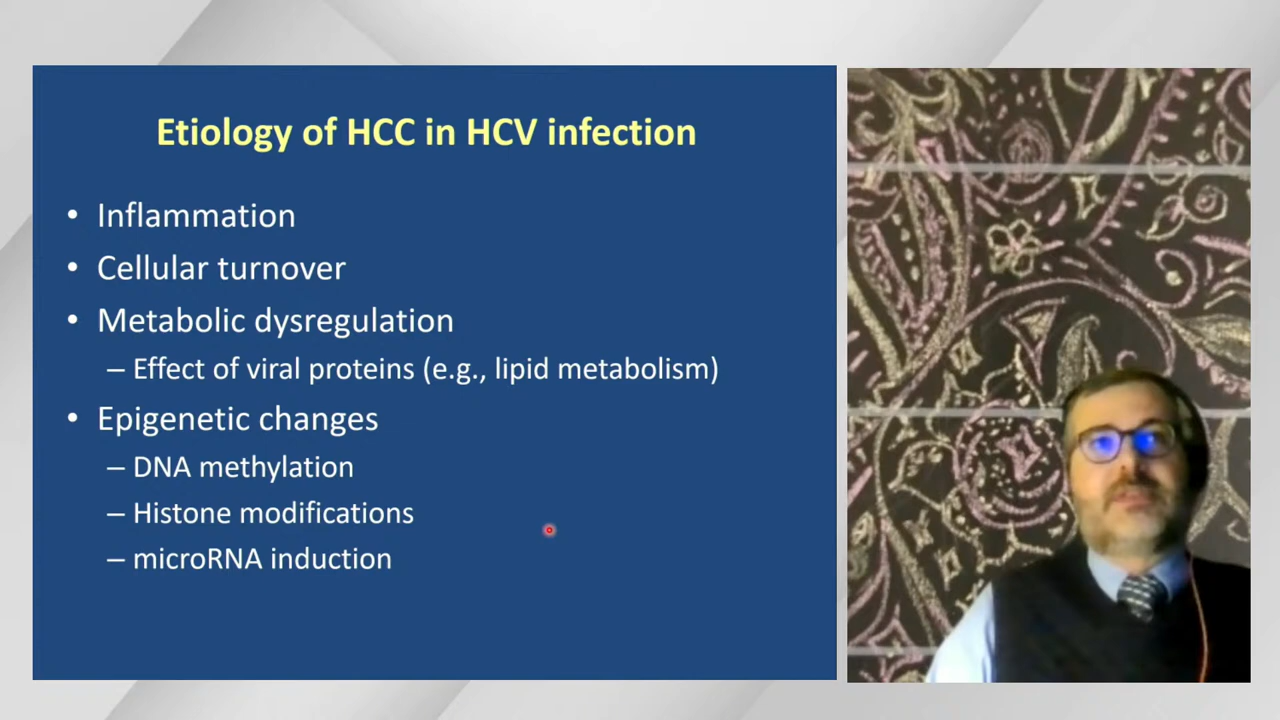 Etiology of HCC in HCV infection
• Inflammation
• Cellular turnover
• Metabolic dysregulation
– Effect of viral proteins (e.g., lipid metabolism)
• Epigenetic changes
– DNA methylation
– Histone modifications
– microRNA induction